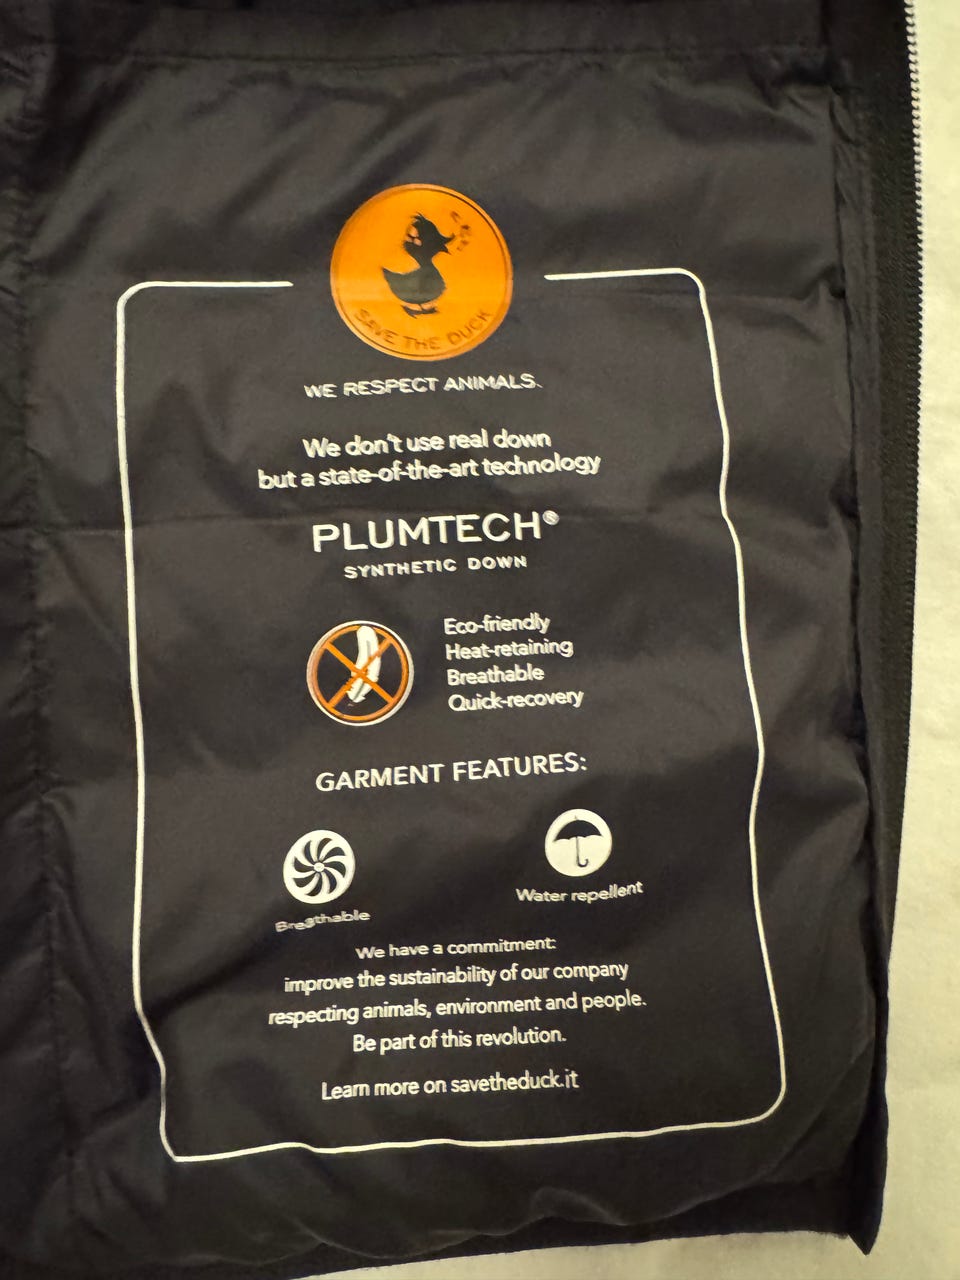 SAVE THE DUCK
WE RESPECT ANIMALS.
We don't use real down
but a state-of-the-art technology
PLUMTECH®
SYNTHETIC DOWN
Eco-friendly
Heat-retaining
Breathable
Quick-recovery
GARMENT FEATURES:
Breathable
Water repellent
We have a commitment:
improve the sustainability of our company
respecting animals, environment and people.
Be part of this revolution.
Learn more on savetheduck.it